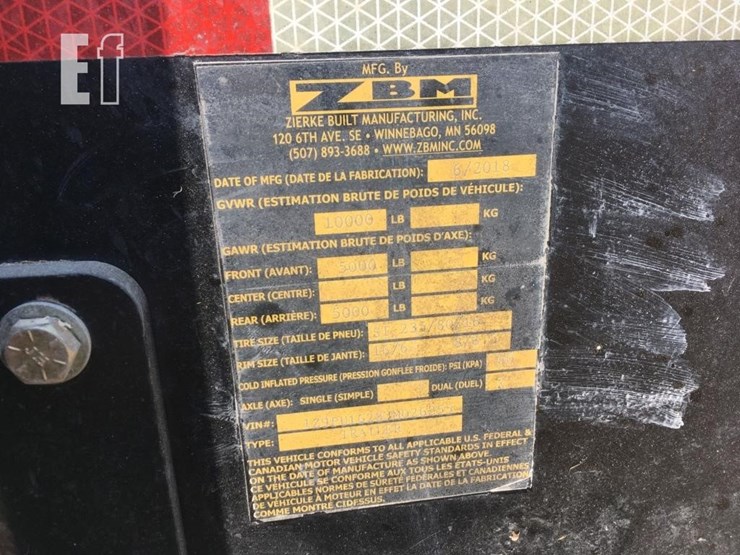 Ef
MFG. By
ZBM
ZIERKE BUILT MANUFACTURING, INC.
120 6TH AVE. SE • WINNEBAGO, MN 56098
(507) 893-3688 • WWW.ZBMINC.COM
DATE OF MFG (DATE DE LA FABRICATION): 6/2018
GVWR (ESTIMATION BRUTE DE POIDS DE VÉHICULE):
10000 LB KG
GAWR (ESTIMATION BRUTE DE POIDS D'AXE):
FRONT (AVANT): 5000 LB KG
CENTER (CENTRE): LB KG
REAR (ARRIÈRE): 5000 LB KG
TIRE SIZE (TAILLE DE PNEU):
RIM SIZE (TAILLE DE JANTE):
COLD INFLATED PRESSURE (PRESSION GONFLÉE FROIDE): PSI (KPA)
AXLE (AXE): SINGLE (SIMPLE) DUAL (DUEL)
VIN#:
TYPE:
THIS VEHICLE CONFORMS TO ALL APPLICABLE U.S. FEDERAL &
CANADIAN MOTOR VEHICLE SAFETY STANDARDS IN EFFECT
ON THE DATE OF MANUFACTURE AS SHOWN ABOVE.
CE VÉHICULE SE CONFORME AUX TOUS LES ÉTATS-UNIS
APPLICABLES NORMES DE SÛRETÉ FÉDÉRALES ET CANADIENNES
DE VÉHICULE À MOTEUR EN EFFET LA DATE DE LA FABRICATION
COMME MONTRE CIDESSUS.